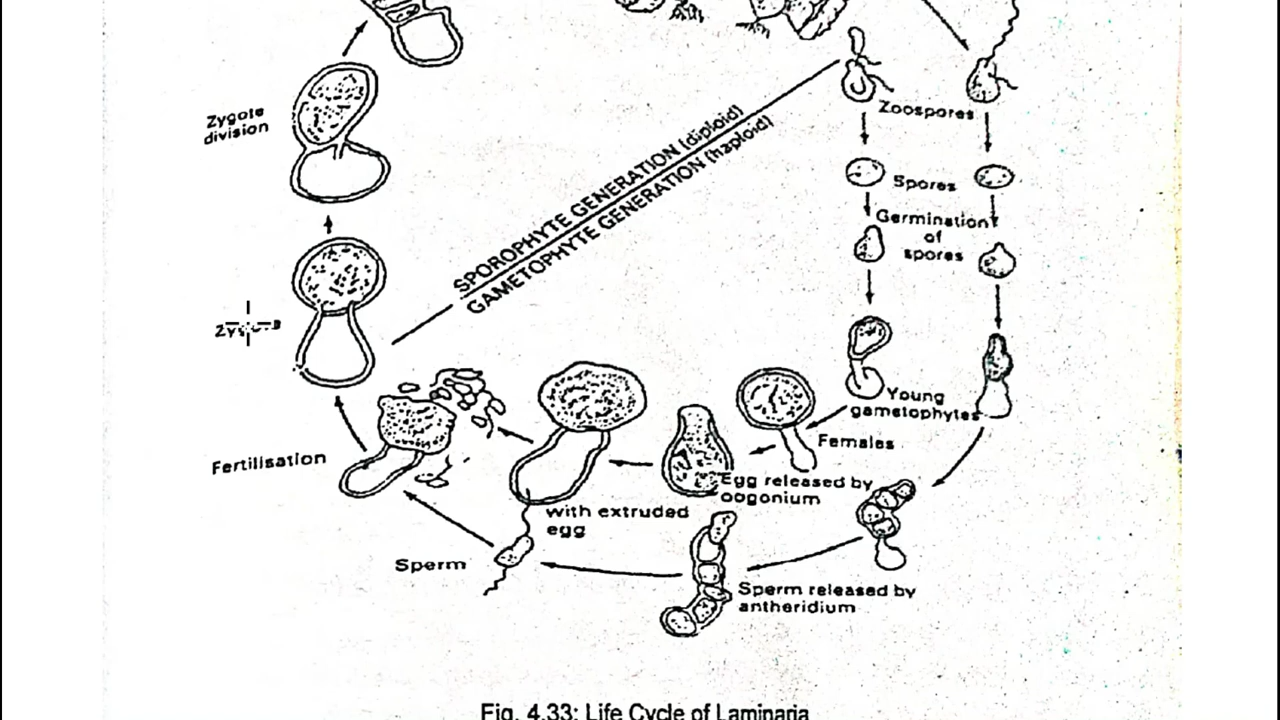 Zygote
division
SPOROPHYTE GENERATION (diploid)
GAMETOPHYTE GENERATION (haploid)
Zoospores
Spores
Germination
of
spores
Young
gametophytes
Females
Egg released by
oogonium
with extruded
egg
Fertilisation
Sperm
Sperm released by
antheridium
Fig. 4.33: Life Cycle of Laminaria